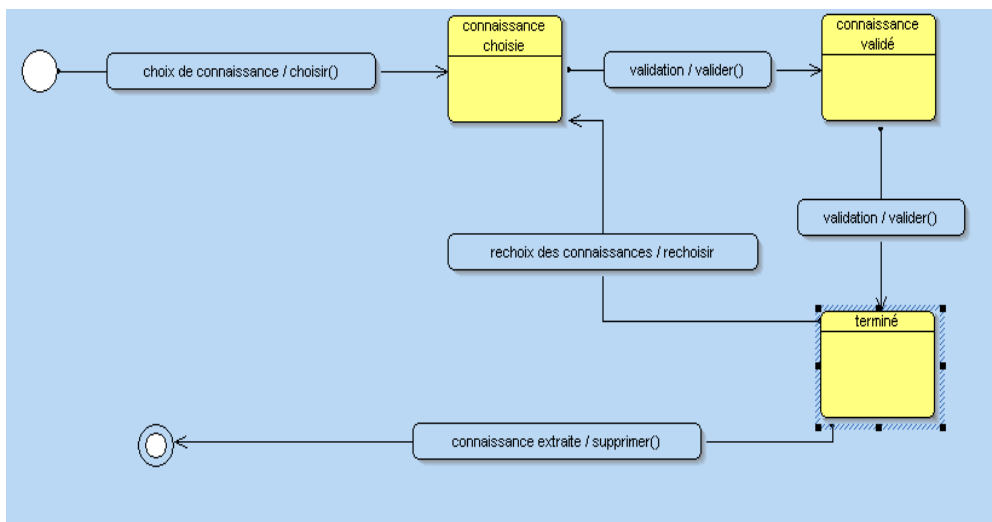 connaissance
choisie
connaissance
validé
choix de connaissance / choisir()
validation / valider()
validation / valider()
rechoix des connaissances / rechoisir
terminé
connaissance extraite / supprimer()